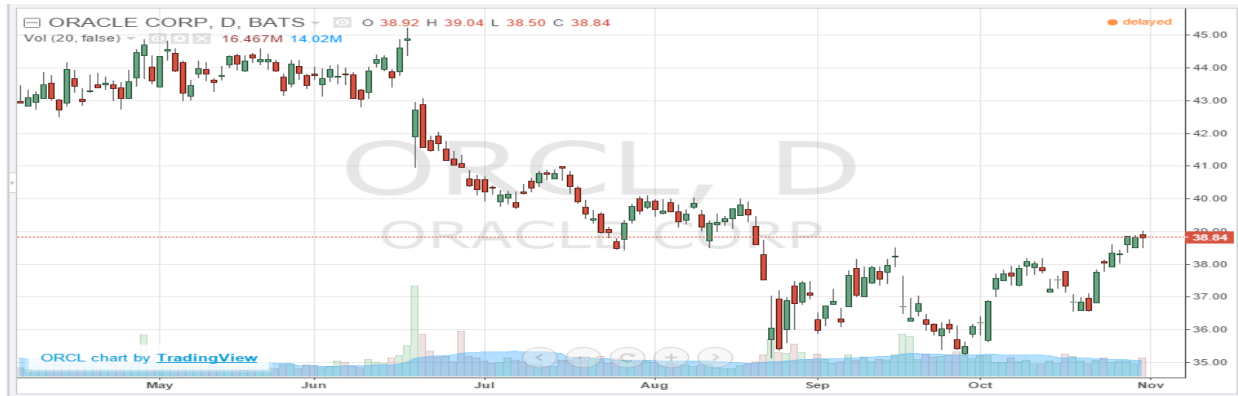 ORACLE CORP, D, BATS O 38.92 H 39.04 L 38.50 C 38.84
delayed
Vol (20, false) 16.467M 14.02M
45.00
44.00
43.00
42.00
41.00
40.00
39.00
38.84
38.00
37.00
36.00
35.00
ORCL, D
ORACLE CORP
ORCL chart by TradingView
May Jun Jul Aug Sep Oct Nov